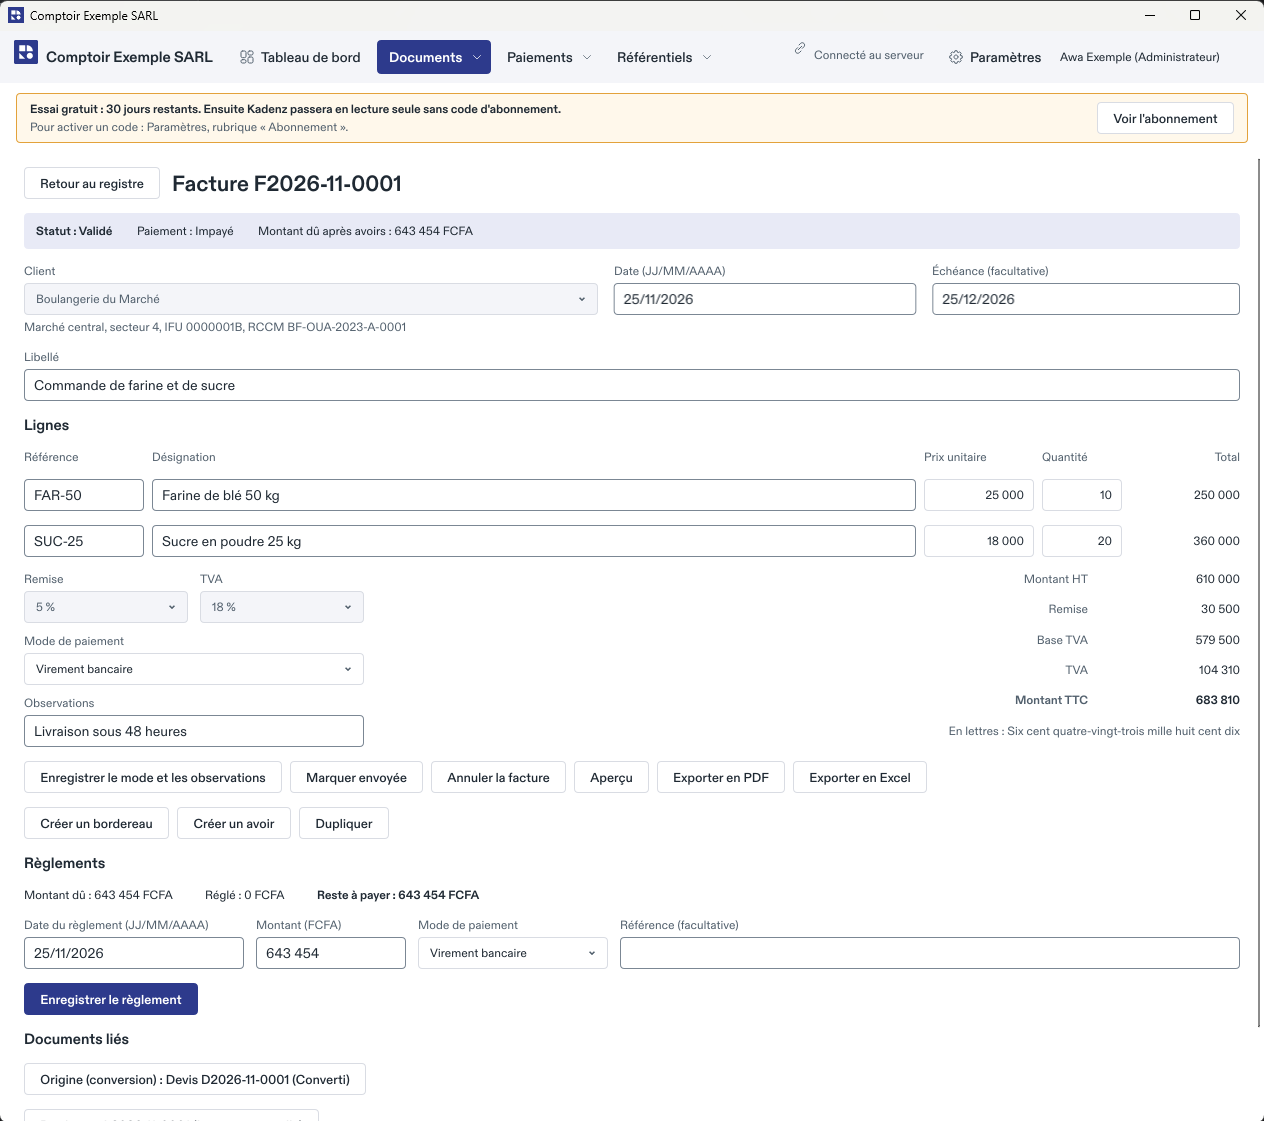 Comptoir Exemple SARL
Comptoir Exemple SARL
Tableau de bord
Documents
Paiements
Référentiels
Connecté au serveur
Paramètres
Awa Exemple (Administrateur)
Essai gratuit : 30 jours restants. Ensuite Kadenz passera en lecture seule sans code d'abonnement.
Pour activer un code : Paramètres, rubrique « Abonnement ».
Voir l'abonnement
Retour au registre
Facture F2026-11-0001
Statut : Validé
Paiement : Impayé
Montant dû après avoirs : 643 454 FCFA
Client
Date (JJ/MM/AAAA)
Échéance (facultative)
Boulangerie du Marché
25/11/2026
25/12/2026
Marché central, secteur 4, IFU 0000001B, RCCM BF-OUA-2023-A-0001
Libellé
Commande de farine et de sucre
Lignes
Référence
Désignation
Prix unitaire
Quantité
Total
FAR-50
Farine de blé 50 kg
25 000
10
250 000
SUC-25
Sucre en poudre 25 kg
18 000
20
360 000
Remise
TVA
Montant HT
610 000
5 %
18 %
Remise
30 500
Mode de paiement
Base TVA
579 500
Virement bancaire
TVA
104 310
Observations
Montant TTC
683 810
Livraison sous 48 heures
En lettres : Six cent quatre-vingt-trois mille huit cent dix
Enregistrer le mode et les observations
Marquer envoyée
Annuler la facture
Aperçu
Exporter en PDF
Exporter en Excel
Créer un bordereau
Créer un avoir
Dupliquer
Règlements
Montant dû : 643 454 FCFA
Réglé : 0 FCFA
Reste à payer : 643 454 FCFA
Date du règlement (JJ/MM/AAAA)
Montant (FCFA)
Mode de paiement
Référence (facultative)
25/11/2026
643 454
Virement bancaire
Enregistrer le règlement
Documents liés
Origine (conversion) : Devis D2026-11-0001 (Converti)